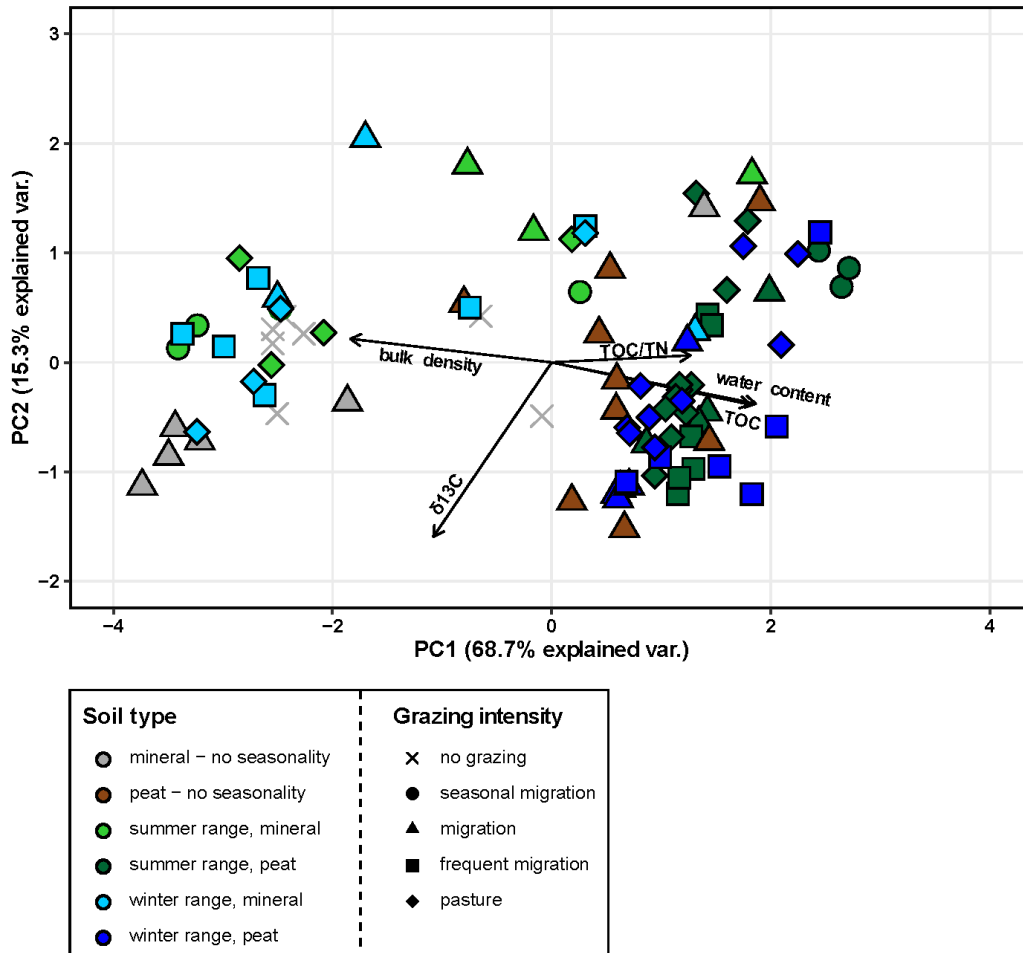 3
2
1
0
−1
−2
PC2 (15.3% explained var.)
bulk density
TOC/TN
water content
TOC
δ13C
−4
−2
0
2
4
PC1 (68.7% explained var.)
Soil type
mineral − no seasonality
peat − no seasonality
summer range, mineral
summer range, peat
winter range, mineral
winter range, peat
Grazing intensity
no grazing
seasonal migration
migration
frequent migration
pasture